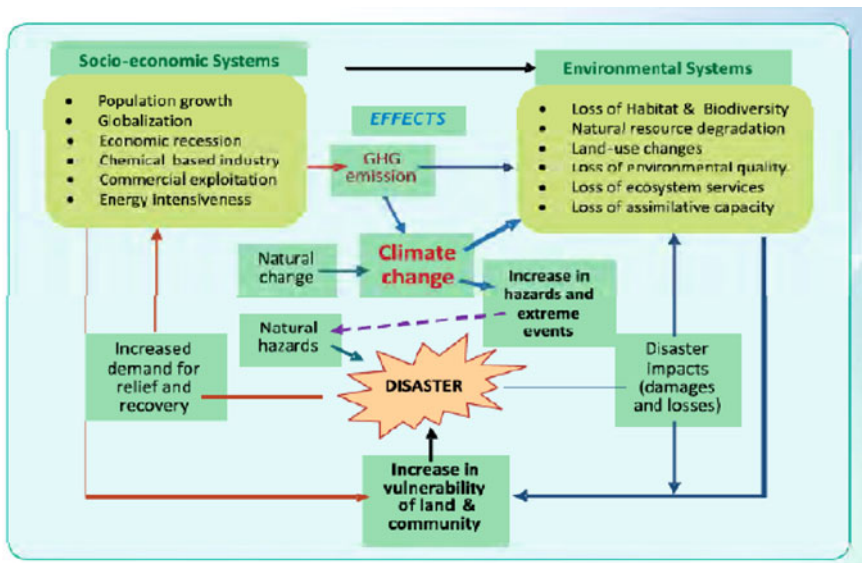 Socio-economic Systems
Environmental Systems
• Population growth
• Globalization
• Economic recession
• Chemical based industry
• Commercial exploitation
• Energy intensiveness
EFFECTS
GHG
emission
• Loss of Habitat & Biodiversity
• Natural resource degradation
• Land-use changes
• Loss of environmental quality
• Loss of ecosystem services
• Loss of assimilative capacity
Natural
change
Climate
change
Increase in
hazards and
extreme
events
Natural
hazards
Increased
demand for
relief and
recovery
DISASTER
Disaster
impacts
(damages
and losses)
Increase in
vulnerability
of land &
community